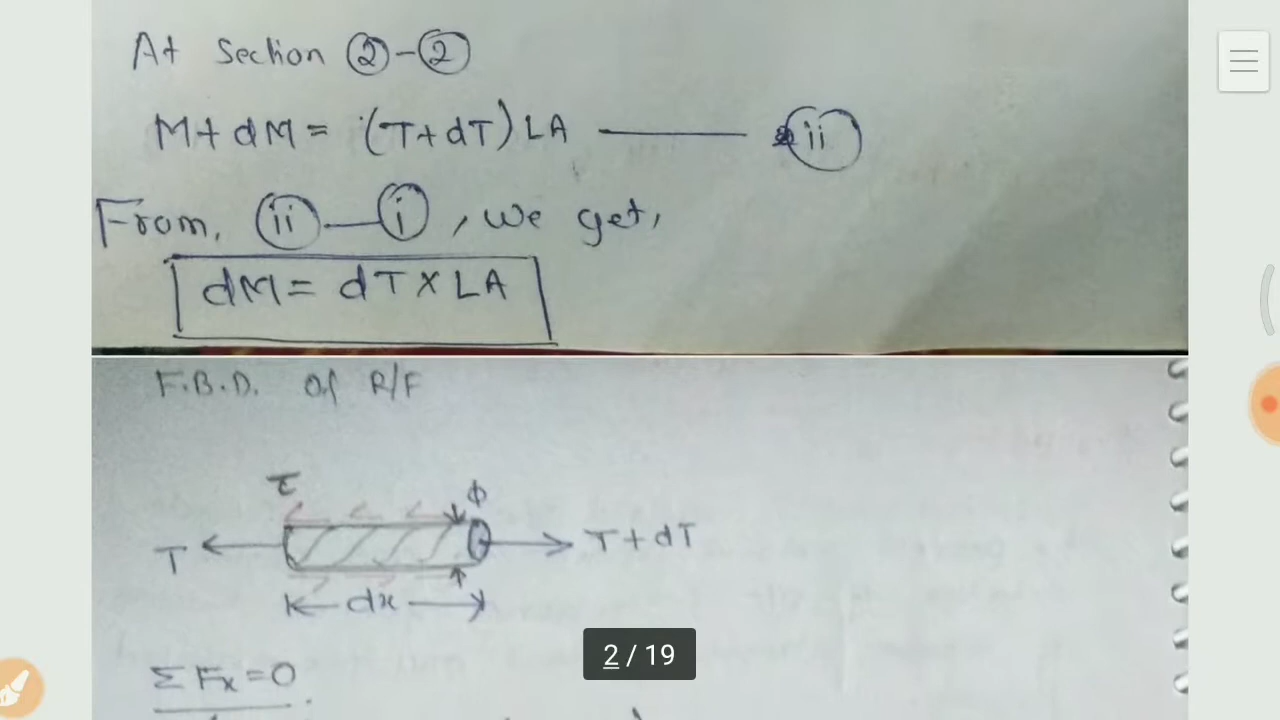 At Section ②-②
M+dM = (T+dT) LA —— ii
From, ii — i, we get,
dM = dT X LA
F.B.D. of R/F
τ
ϕ
T
T+dT
dx
ΣFx=0
2 / 19